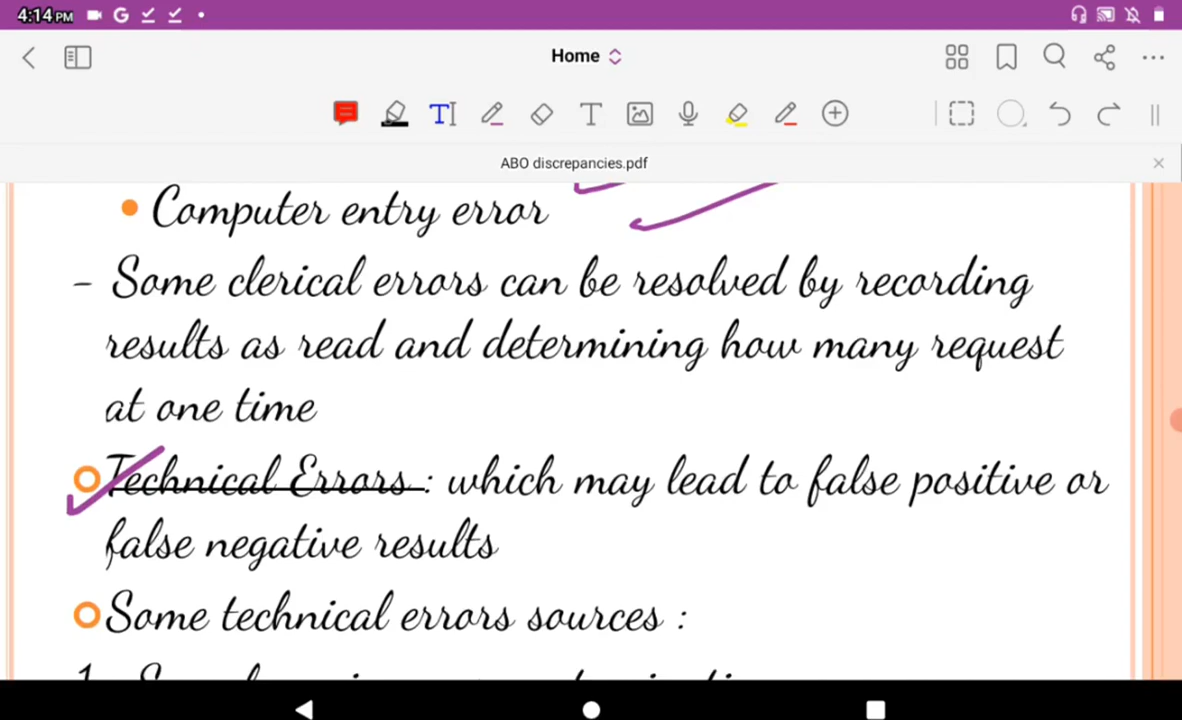 4:14 PM
Home
ABO discrepancies.pdf
• Computer entry error
- Some clerical errors can be resolved by recording
results as read and determining how many request
at one time
Technical Errors : which may lead to false positive or
false negative results
Some technical errors sources :